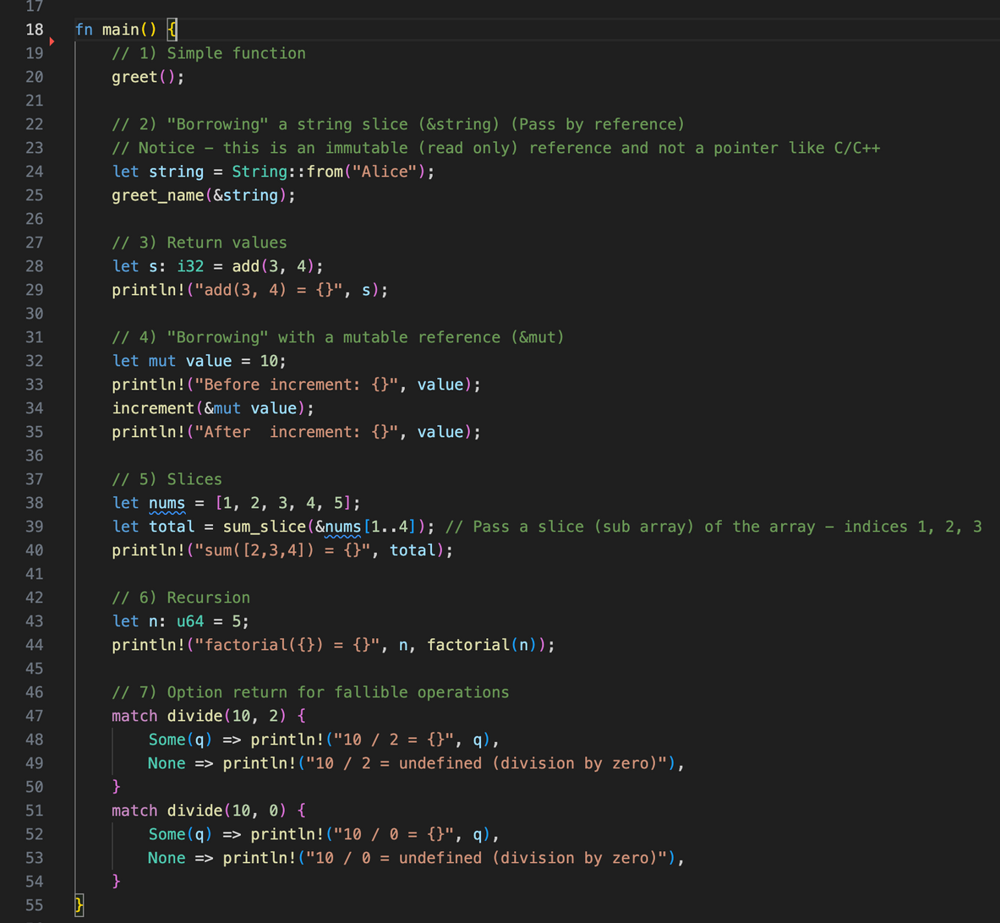 17
18 fn main() {
19     // 1) Simple function
20     greet();
21
22     // 2) "Borrowing" a string slice (&string) (Pass by reference)
23     // Notice – this is an immutable (read only) reference and not a pointer like C/C++
24     let string = String::from("Alice");
25     greet_name(&string);
26
27     // 3) Return values
28     let s: i32 = add(3, 4);
29     println!("add(3, 4) = {}", s);
30
31     // 4) "Borrowing" with a mutable reference (&mut)
32     let mut value = 10;
33     println!("Before increment: {}", value);
34     increment(&mut value);
35     println!("After  increment: {}", value);
36
37     // 5) Slices
38     let nums = [1, 2, 3, 4, 5];
39     let total = sum_slice(&nums[1..4]); // Pass a slice (sub array) of the array – indices 1, 2, 3
40     println!("sum([2,3,4]) = {}", total);
41
42     // 6) Recursion
43     let n: u64 = 5;
44     println!("factorial({}) = {}", n, factorial(n));
45
46     // 7) Option return for fallible operations
47     match divide(10, 2) {
48         Some(q) => println!("10 / 2 = {}", q),
49         None => println!("10 / 2 = undefined (division by zero)"),
50     }
51     match divide(10, 0) {
52         Some(q) => println!("10 / 0 = {}", q),
53         None => println!("10 / 0 = undefined (division by zero)"),
54     }
55 }